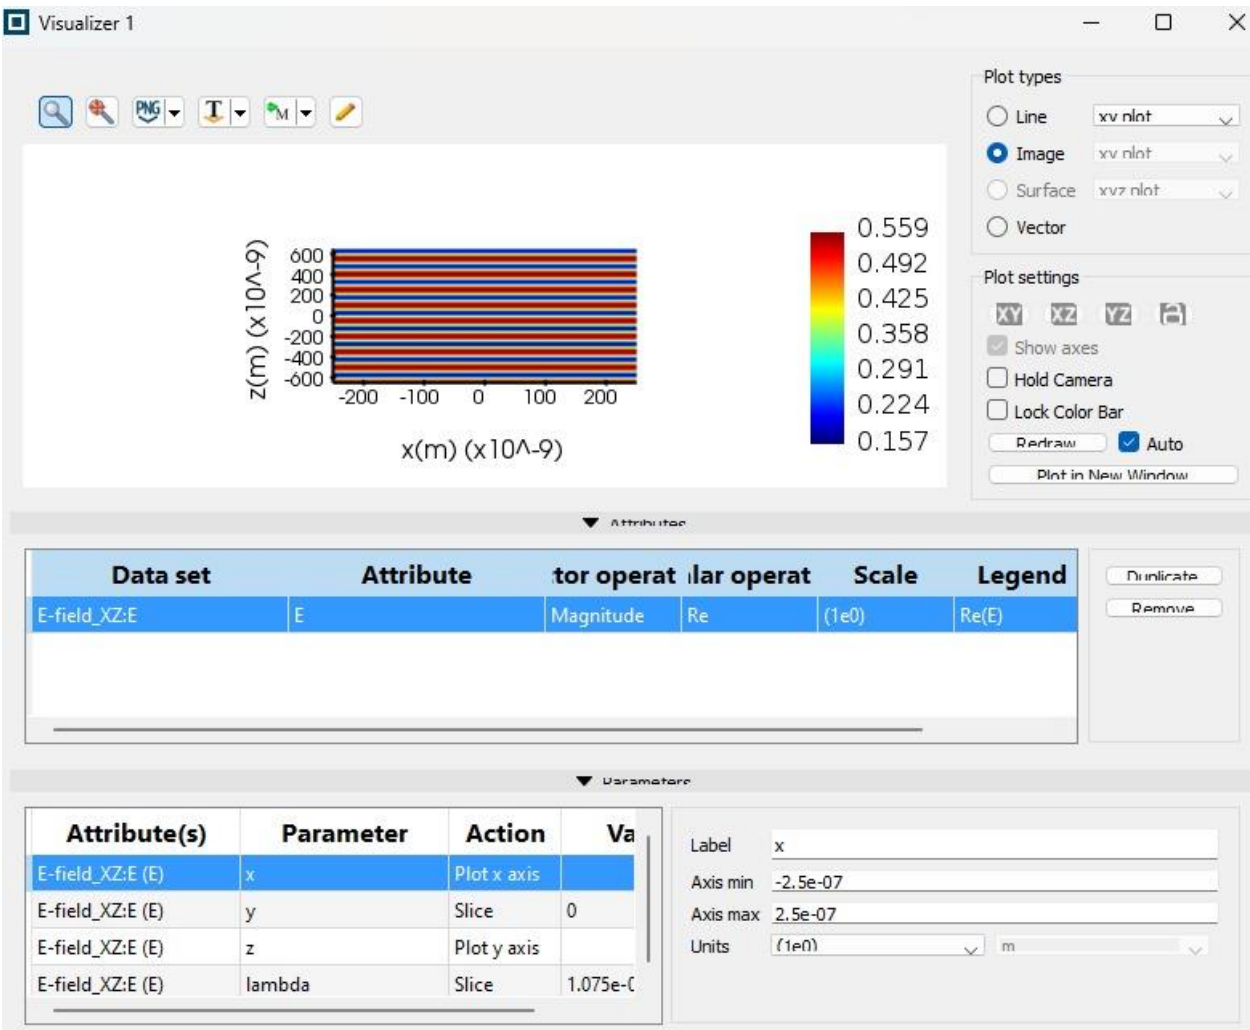 Visualizer 1
Plot types
PNG T M
Line xy plot
Image xy plot
Surface xyz plot
Vector
Plot settings
XY XZ YZ
Show axes
Hold Camera
Lock Color Bar
Redraw Auto
Plot in New Window
z(m) (x10^-9)
600
400
200
0
-200
-400
-600
-200 -100 0 100 200
x(m) (x10^-9)
0.559
0.492
0.425
0.358
0.291
0.224
0.157
Attributes
Data set Attribute tor operat lar operat Scale Legend
E-field_XZ:E E Magnitude Re (1e0) Re(E)
Duplicate
Remove
Parameters
Attribute(s) Parameter Action Va
E-field_XZ:E (E) x Plot x axis
E-field_XZ:E (E) y Slice 0
E-field_XZ:E (E) z Plot y axis
E-field_XZ:E (E) lambda Slice 1.075e-0
Label x
Axis min -2.5e-07
Axis max 2.5e-07
Units (1e0) m